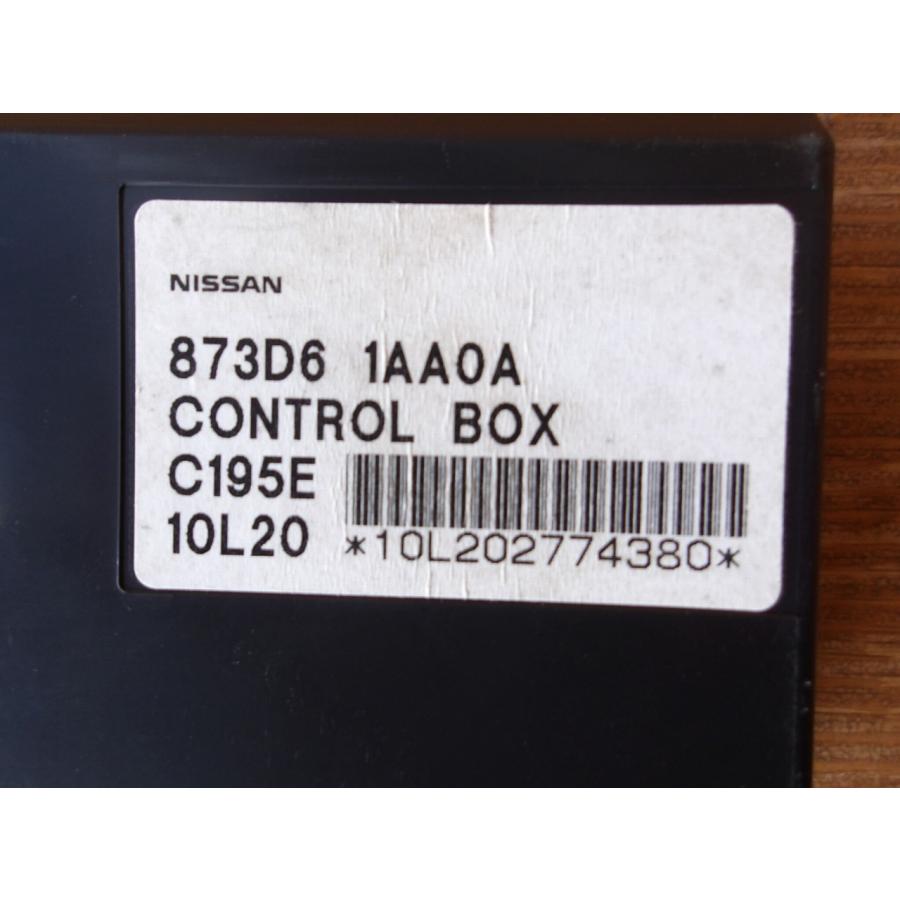 NISSAN
873D6 1AA0A
CONTROL BOX
C195E
10L20 *10L202774380*